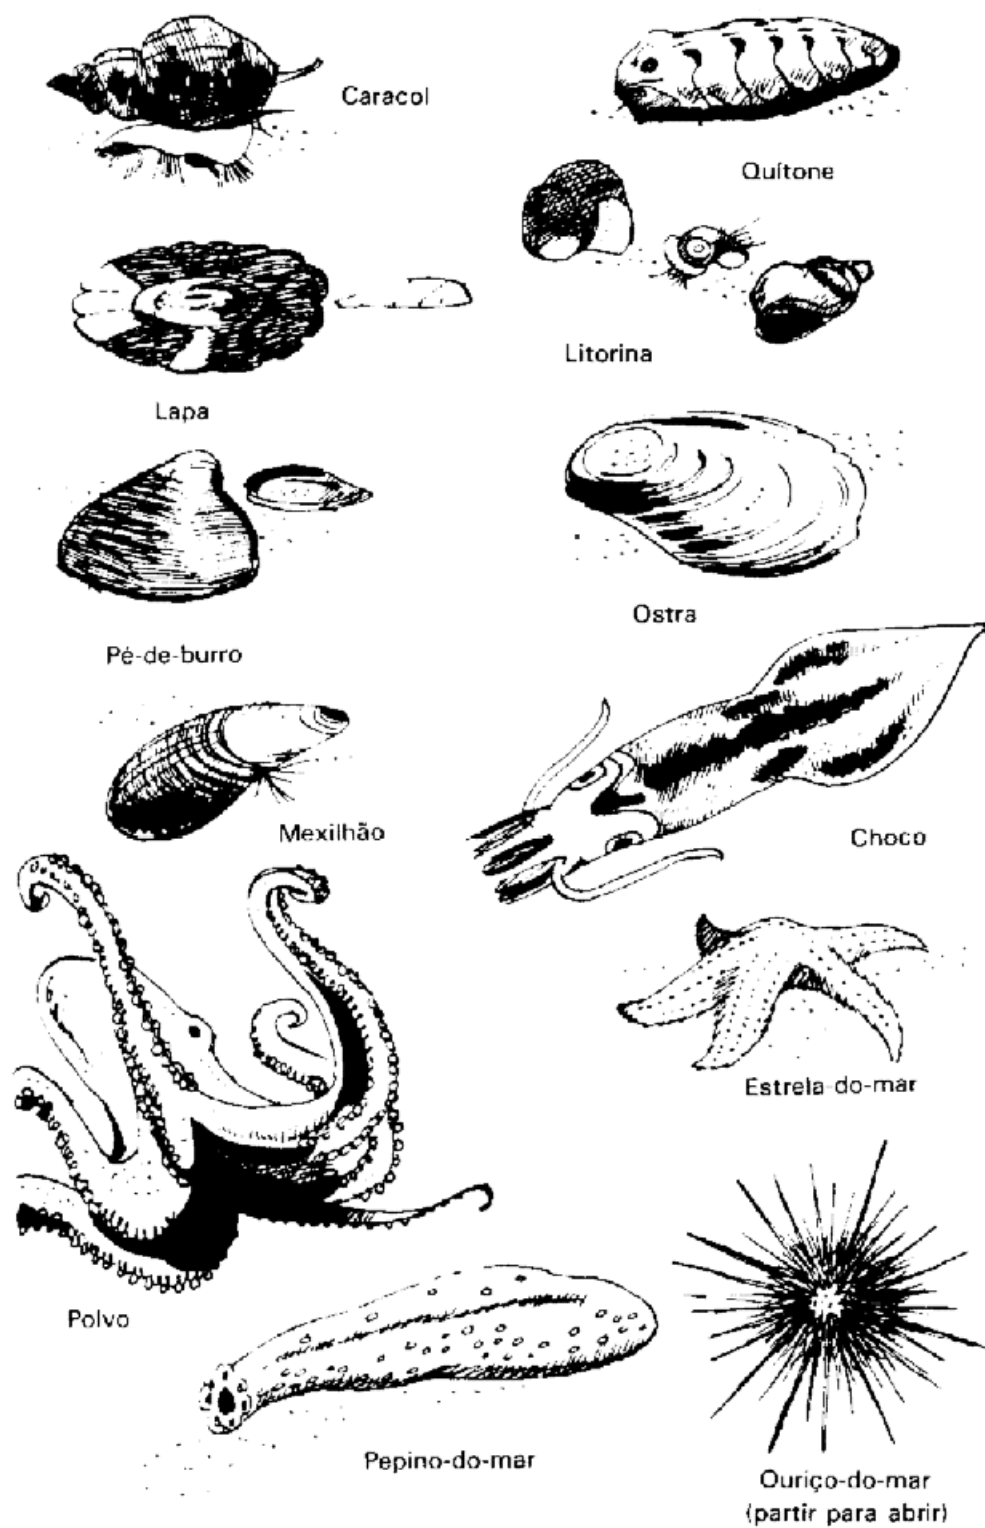 Caracol
Quítone
Litorina
Lapa
Ostra
Pé-de-burro
Mexilhão
Choco
Estrela-do-mar
Polvo
Pepino-do-mar
Ouriço-do-mar
(partir para abrir)